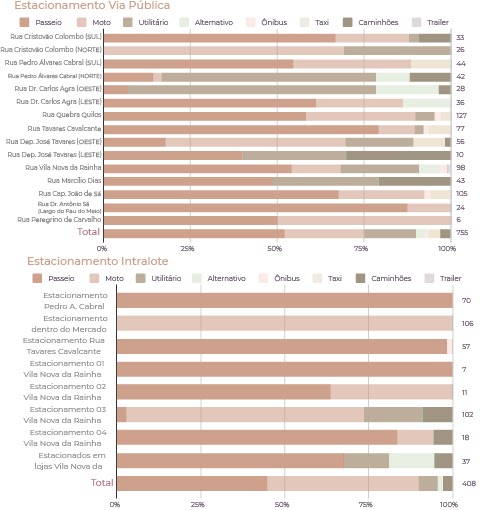 Estacionamento Via Pública
Passeio Moto Utilitário Alternativo Ônibus Taxi Caminhões Trailer
Rua Cristovão Colombo (SUL) 33
Rua Cristovão Colombo (NORTE) 26
Rua Pedro Álvares Cabral (SUL) 44
Rua Pedro Álvares Cabral (NORTE) 42
Rua Dr. Carlos Agra (OESTE) 28
Rua Dr. Carlos Agra (LESTE) 36
Rua Quebra Quilos 127
Rua Tavares Cavalcante 77
Rua Dep. José Tavares (OESTE) 56
Rua Dep. José Tavares (LESTE) 10
Rua Vila Nova da Rainha 98
Rua Marcílio Dias 43
Rua Cap. João de Sá 105
Rua Dr. Antônio Sá
(Largo do Pau do Meio) 24
Rua Peregrino de Carvalho 6
Total 755
0% 25% 50% 75% 100%
Estacionamento Intralote
Passeio Moto Utilitário Alternativo Ônibus Taxi Caminhões Trailer
Estacionamento
Pedro A. Cabral 70
Estacionamento
dentro do Mercado 106
Estacionamento Rua
Tavares Cavalcante 57
Estacionamento 01
Vila Nova da Rainha 7
Estacionamento 02
Vila Nova da Rainha 11
Estacionamento 03
Vila Nova da Rainha 102
Estacionamento 04
Vila Nova da Rainha 18
Estacionados em
lojas Vila Nova da 37
Total 408
0% 25% 50% 75% 100%